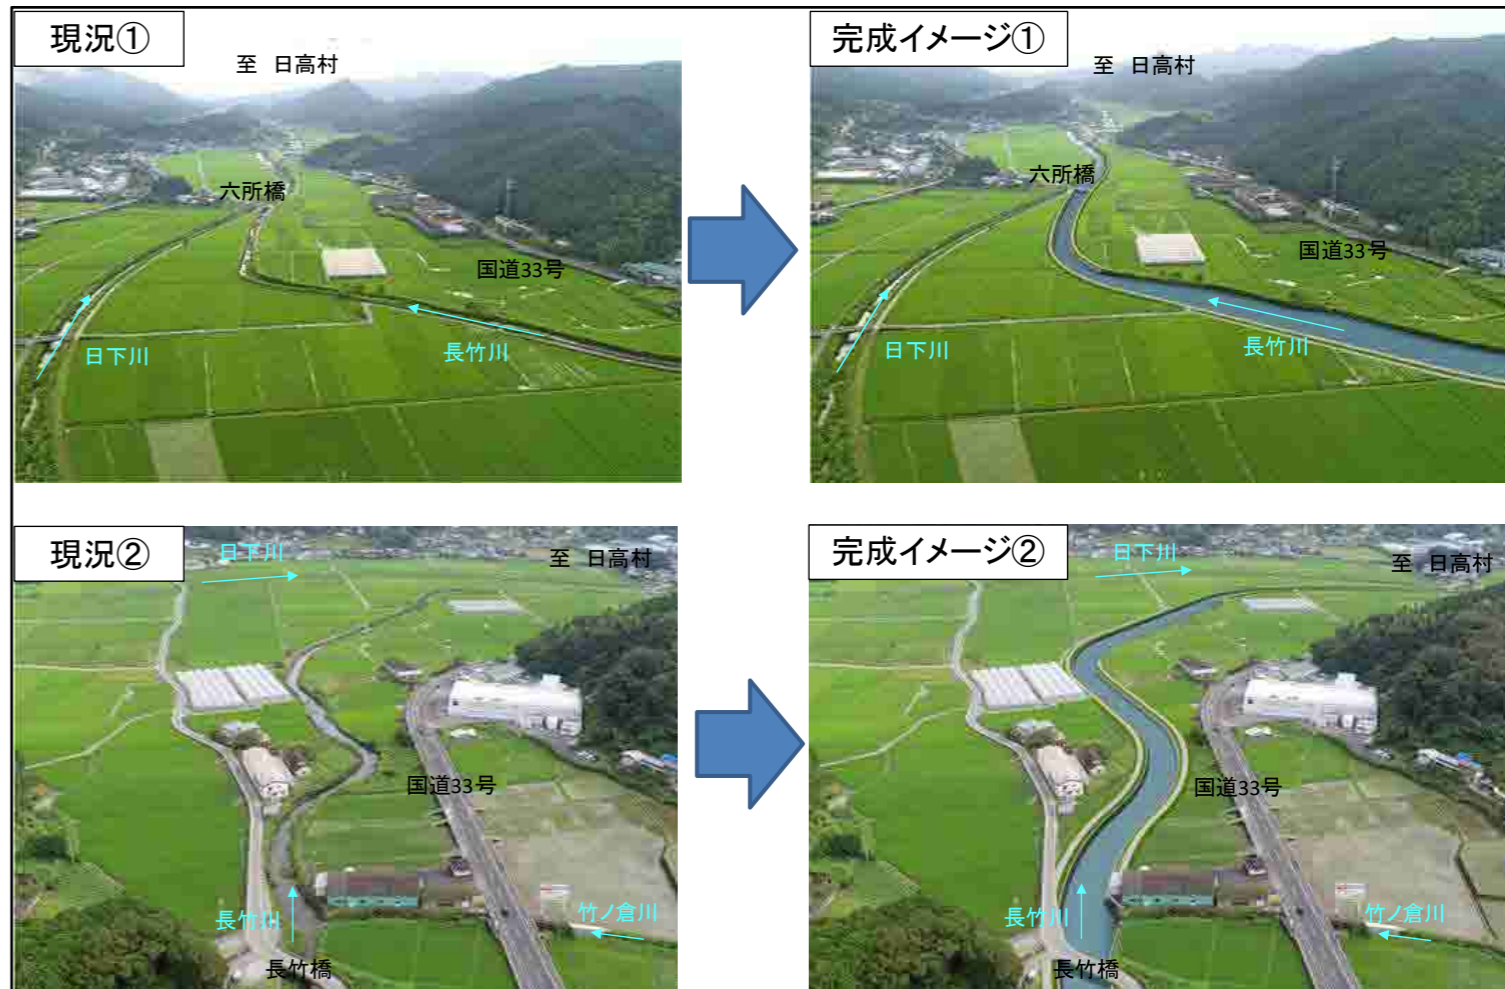 現況①
至 日高村
六所橋
国道33号
日下川
長竹川
完成イメージ①
至 日高村
六所橋
国道33号
日下川
長竹川
現況②
日下川
至 日高村
国道33号
長竹川
竹ノ倉川
長竹橋
完成イメージ②
日下川
至 日高村
国道33号
長竹川
竹ノ倉川
長竹橋